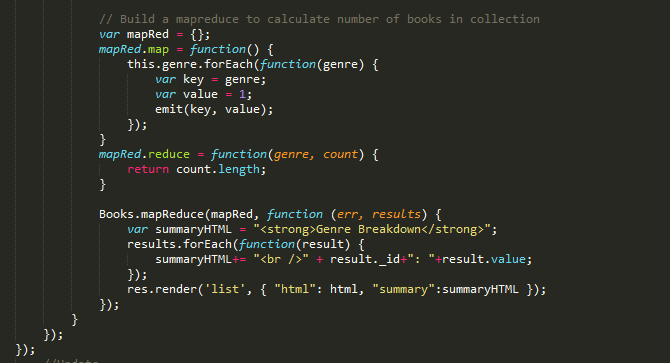 // Build a mapreduce to calculate number of books in collection
var mapRed = {};
mapRed.map = function() {
this.genre.forEach(function(genre) {
var key = genre;
var value = 1;
emit(key, value);
});
}
mapRed.reduce = function(genre, count) {
return count.length;
}
Books.mapReduce(mapRed, function (err, results) {
var summaryHTML = "<strong>Genre Breakdown</strong>";
results.forEach(function(result) {
summaryHTML+= "<br />" + result._id+": "+result.value;
});
res.render('list', { "html": html, "summary":summaryHTML });
});
}
});
});
//Update